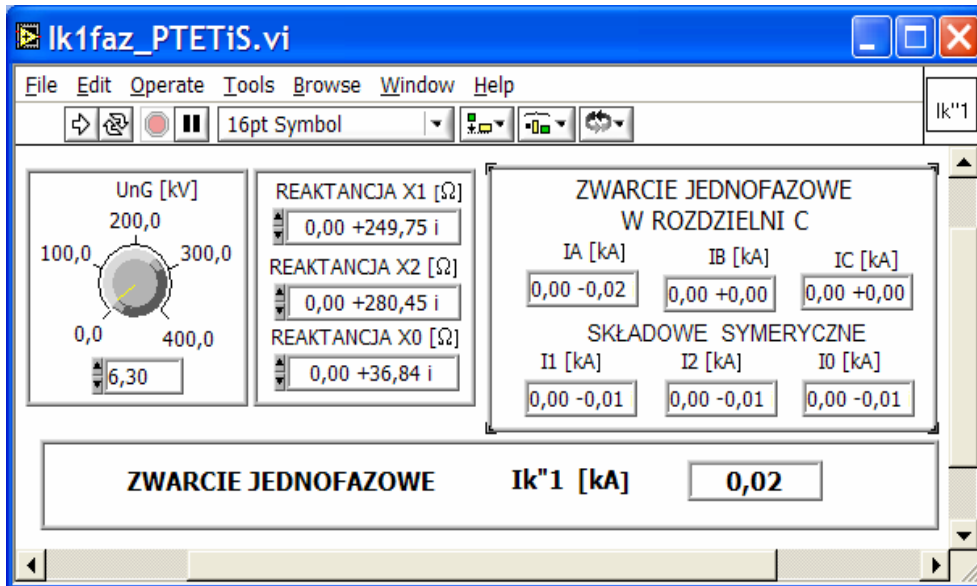 Ik1faz_PTETiS.vi
File Edit Operate Tools Browse Window Help
16pt Symbol
Ik"1
UnG [kV]
200,0
100,0 300,0
0,0 400,0
6,30
REAKTANCJA X1 [Ω]
0,00 +249,75 i
REAKTANCJA X2 [Ω]
0,00 +280,45 i
REAKTANCJA X0 [Ω]
0,00 +36,84 i
ZWARCIE JEDNOFAZOWE
W ROZDZIELNI C
IA [kA] IB [kA] IC [kA]
0,00 -0,02 0,00 +0,00 0,00 +0,00
SKŁADOWE SYMERYCZNE
I1 [kA] I2 [kA] I0 [kA]
0,00 -0,01 0,00 -0,01 0,00 -0,01
ZWARCIE JEDNOFAZOWE Ik"1 [kA] 0,02